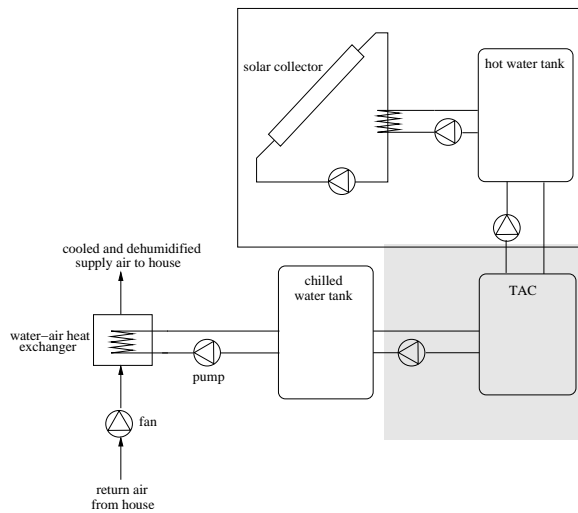 solar collector
hot water tank
cooled and dehumidified
supply air to house
chilled
water tank
TAC
water−air heat
exchanger
pump
fan
return air
from house